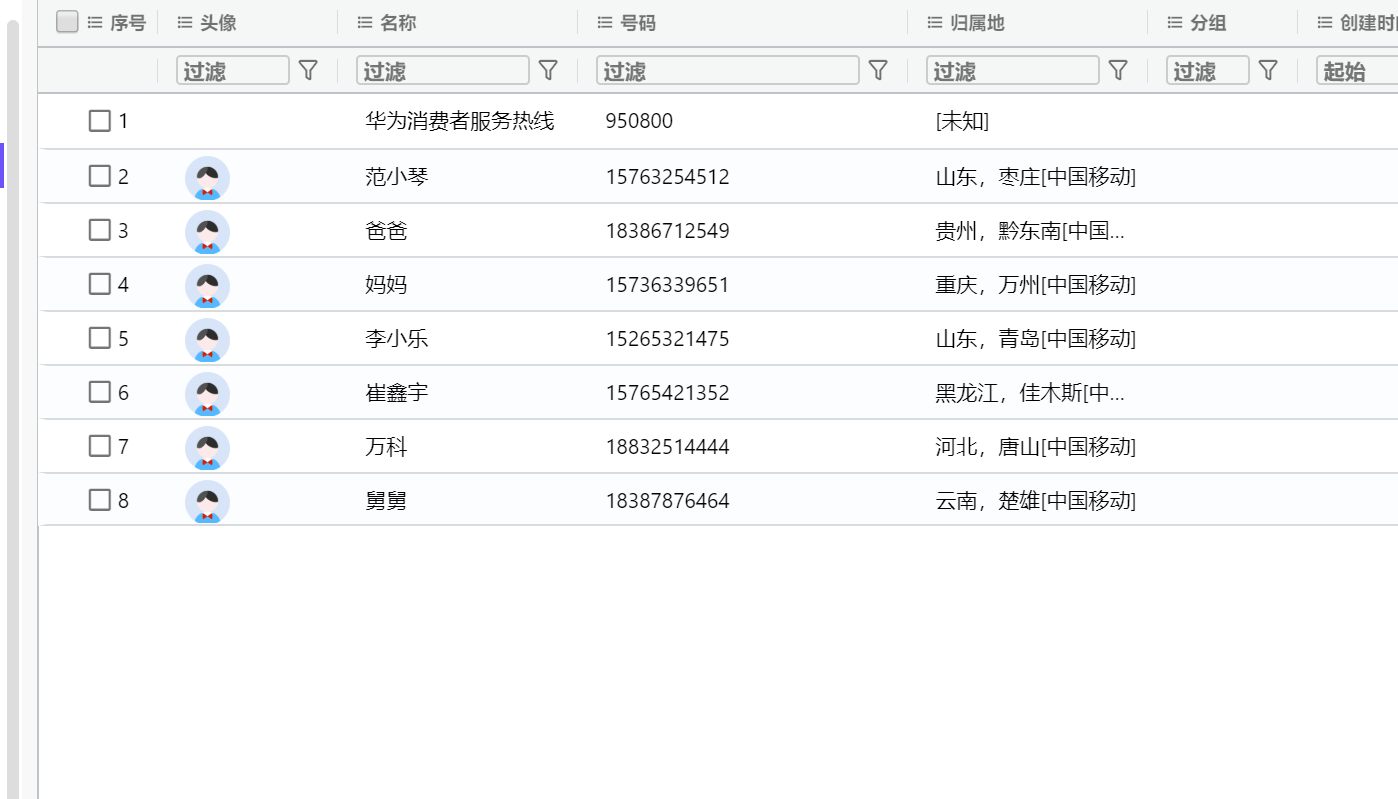 序号 头像 名称 号码 归属地 分组 创建时
过滤 过滤 过滤 过滤 过滤 起始
1 华为消费者服务热线 950800 [未知]
2 范小琴 15763254512 山东，枣庄[中国移动]
3 爸爸 18386712549 贵州，黔东南[中国...
4 妈妈 15736339651 重庆，万州[中国移动]
5 李小乐 15265321475 山东，青岛[中国移动]
6 崔鑫宇 15765421352 黑龙江，佳木斯[中...
7 万科 18832514444 河北，唐山[中国移动]
8 舅舅 18387876464 云南，楚雄[中国移动]